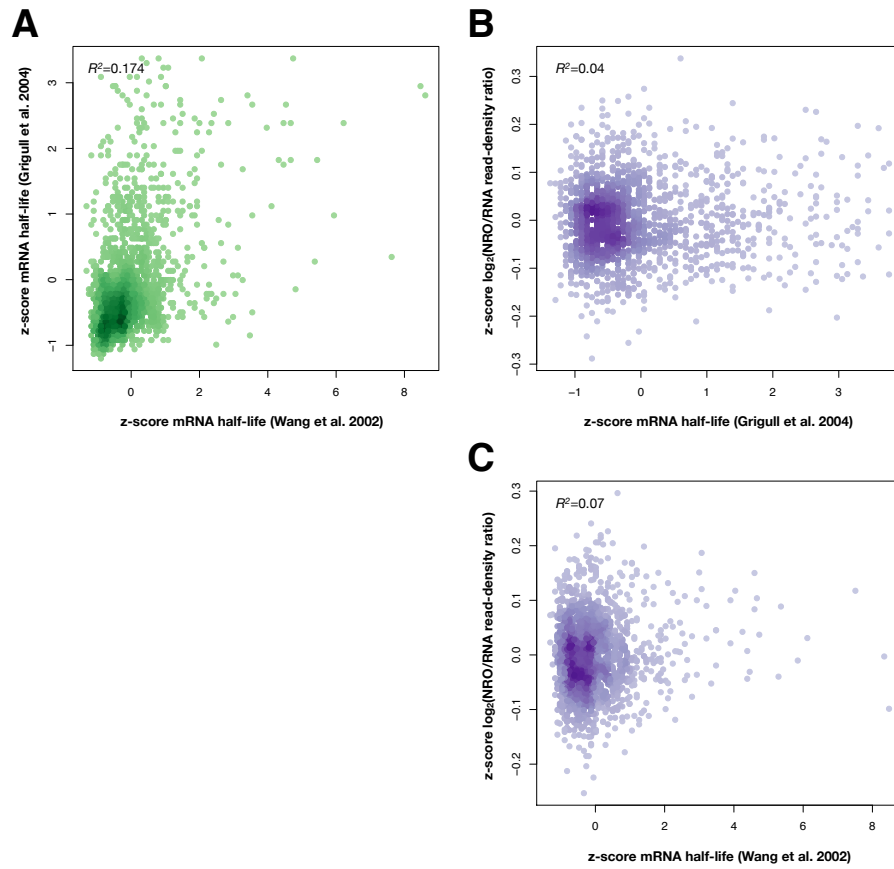 A
R²=0.174
3
2
1
0
−1
z-score mRNA half-life (Grigull et al. 2004)
0 2 4 6 8
z-score mRNA half-life (Wang et al. 2002)
B
R²=0.04
0.3
0.2
0.1
0.0
−0.1
−0.2
−0.3
z-score log₂(NRO/RNA read-density ratio)
−1 0 1 2 3
z-score mRNA half-life (Grigull et al. 2004)
C
R²=0.07
0.3
0.2
0.1
0.0
−0.1
−0.2
z-score log₂(NRO/RNA read-density ratio)
0 2 4 6 8
z-score mRNA half-life (Wang et al. 2002)